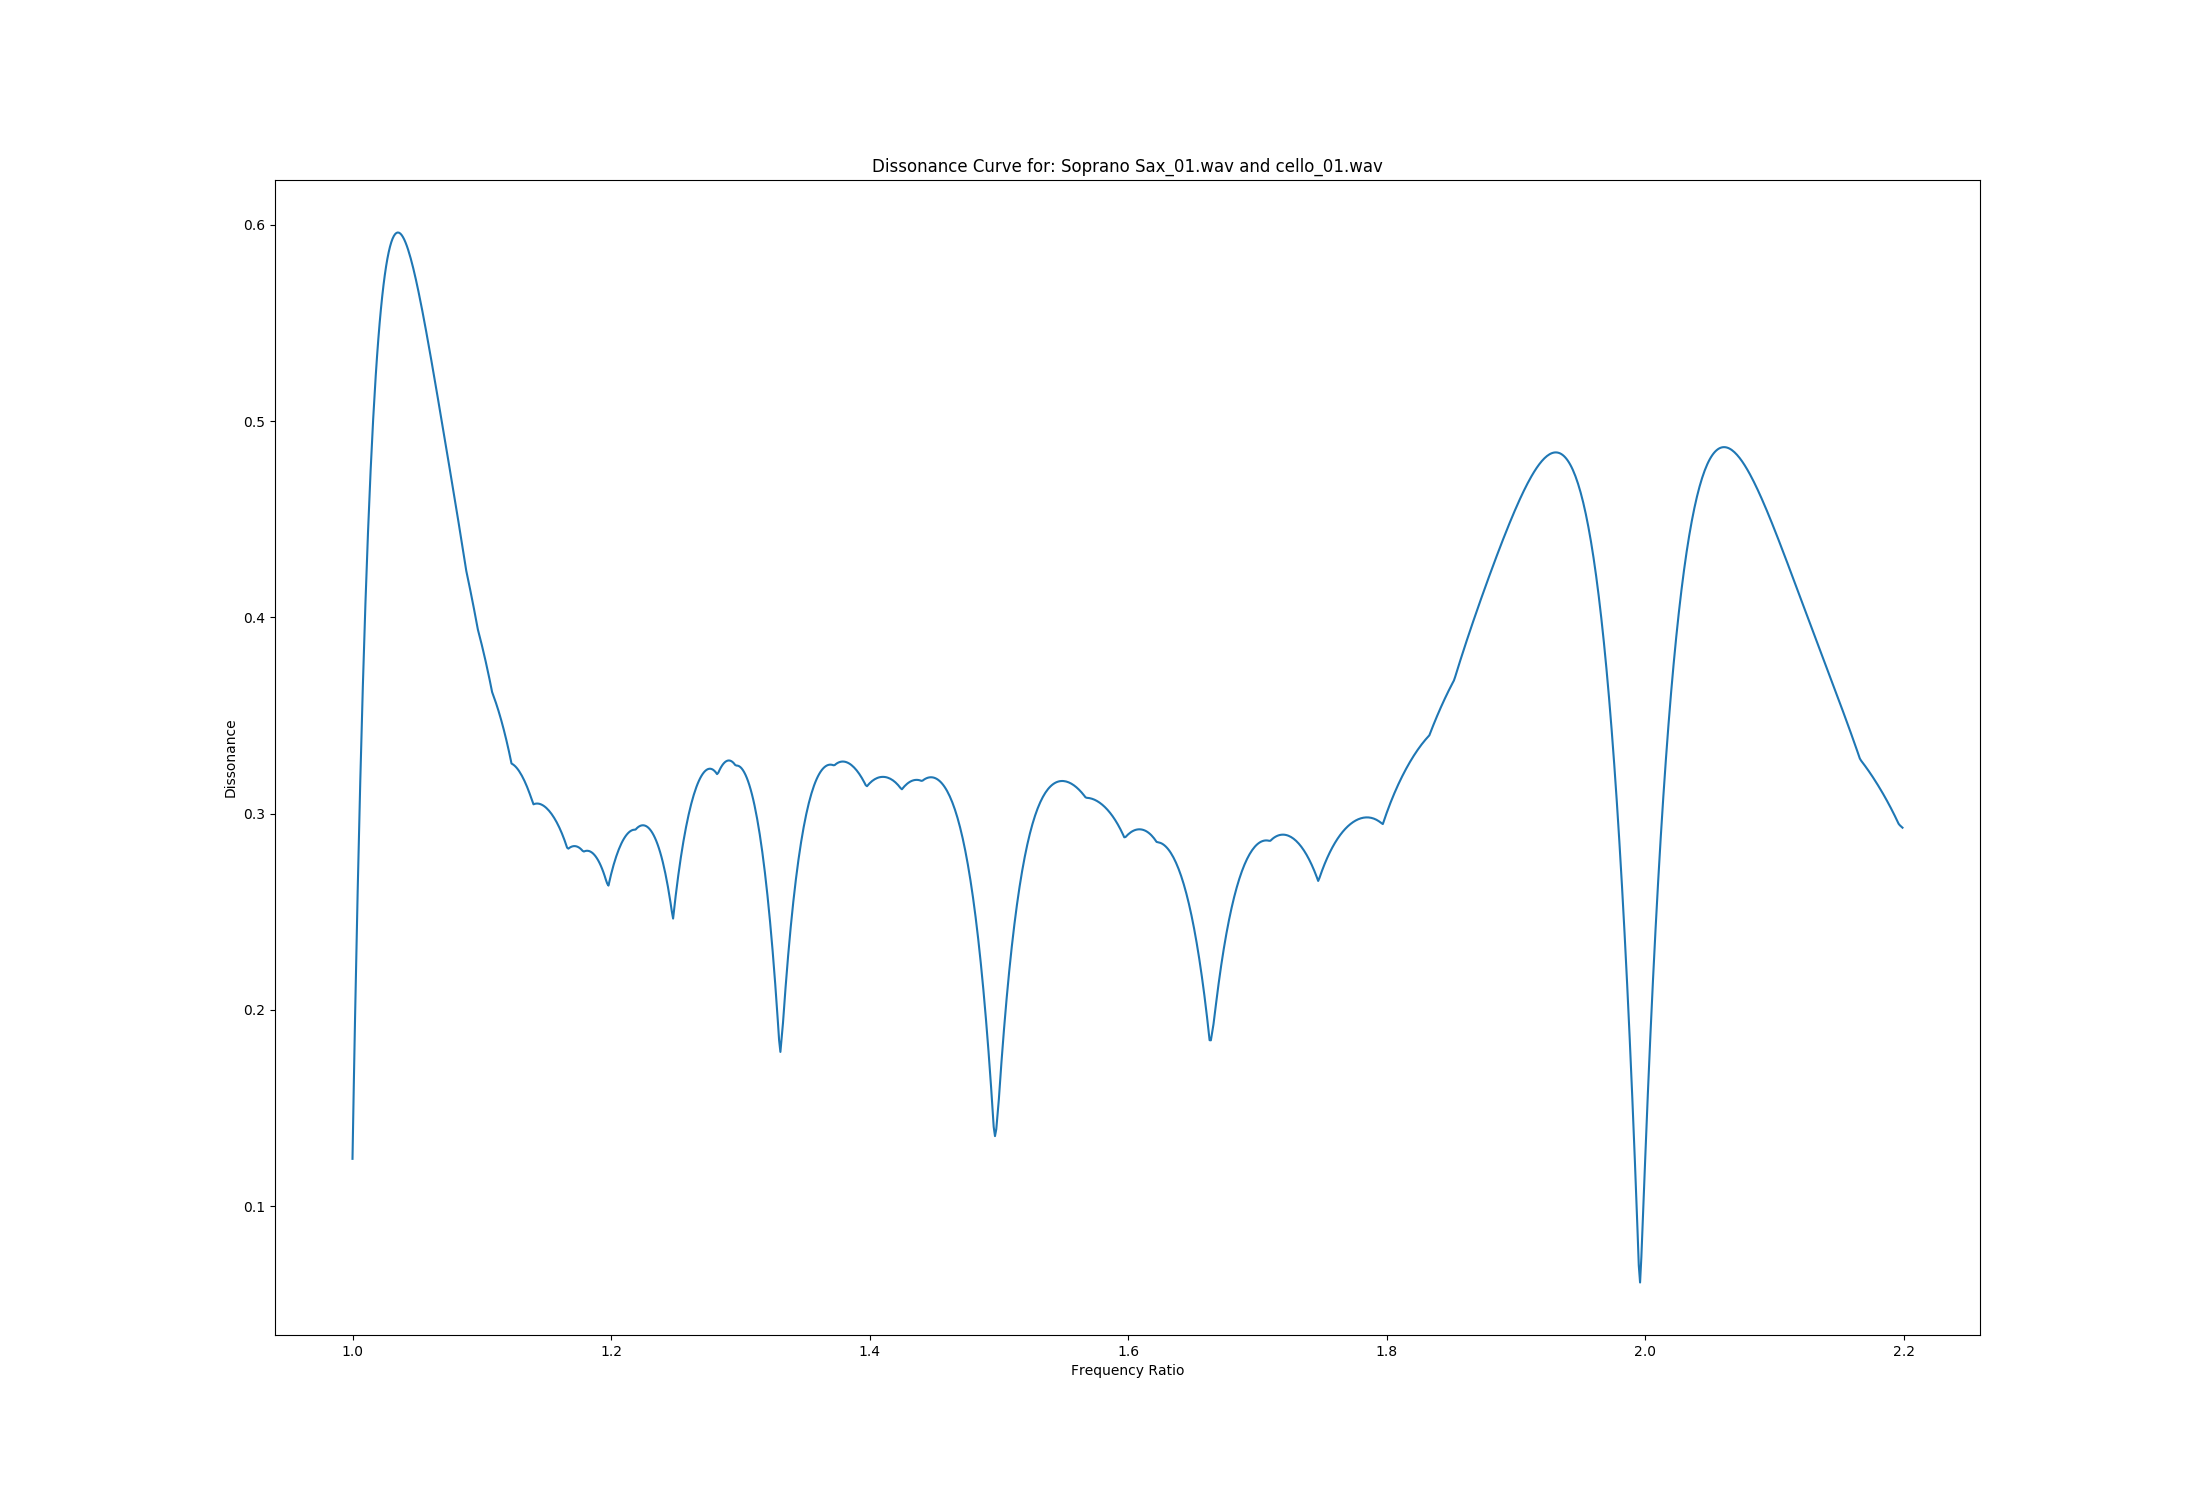 Dissonance Curve for: Soprano Sax_01.wav and cello_01.wav
0.6
0.5
0.4
0.3
0.2
0.1
Dissonance
1.0 1.2 1.4 1.6 1.8 2.0 2.2
Frequency Ratio